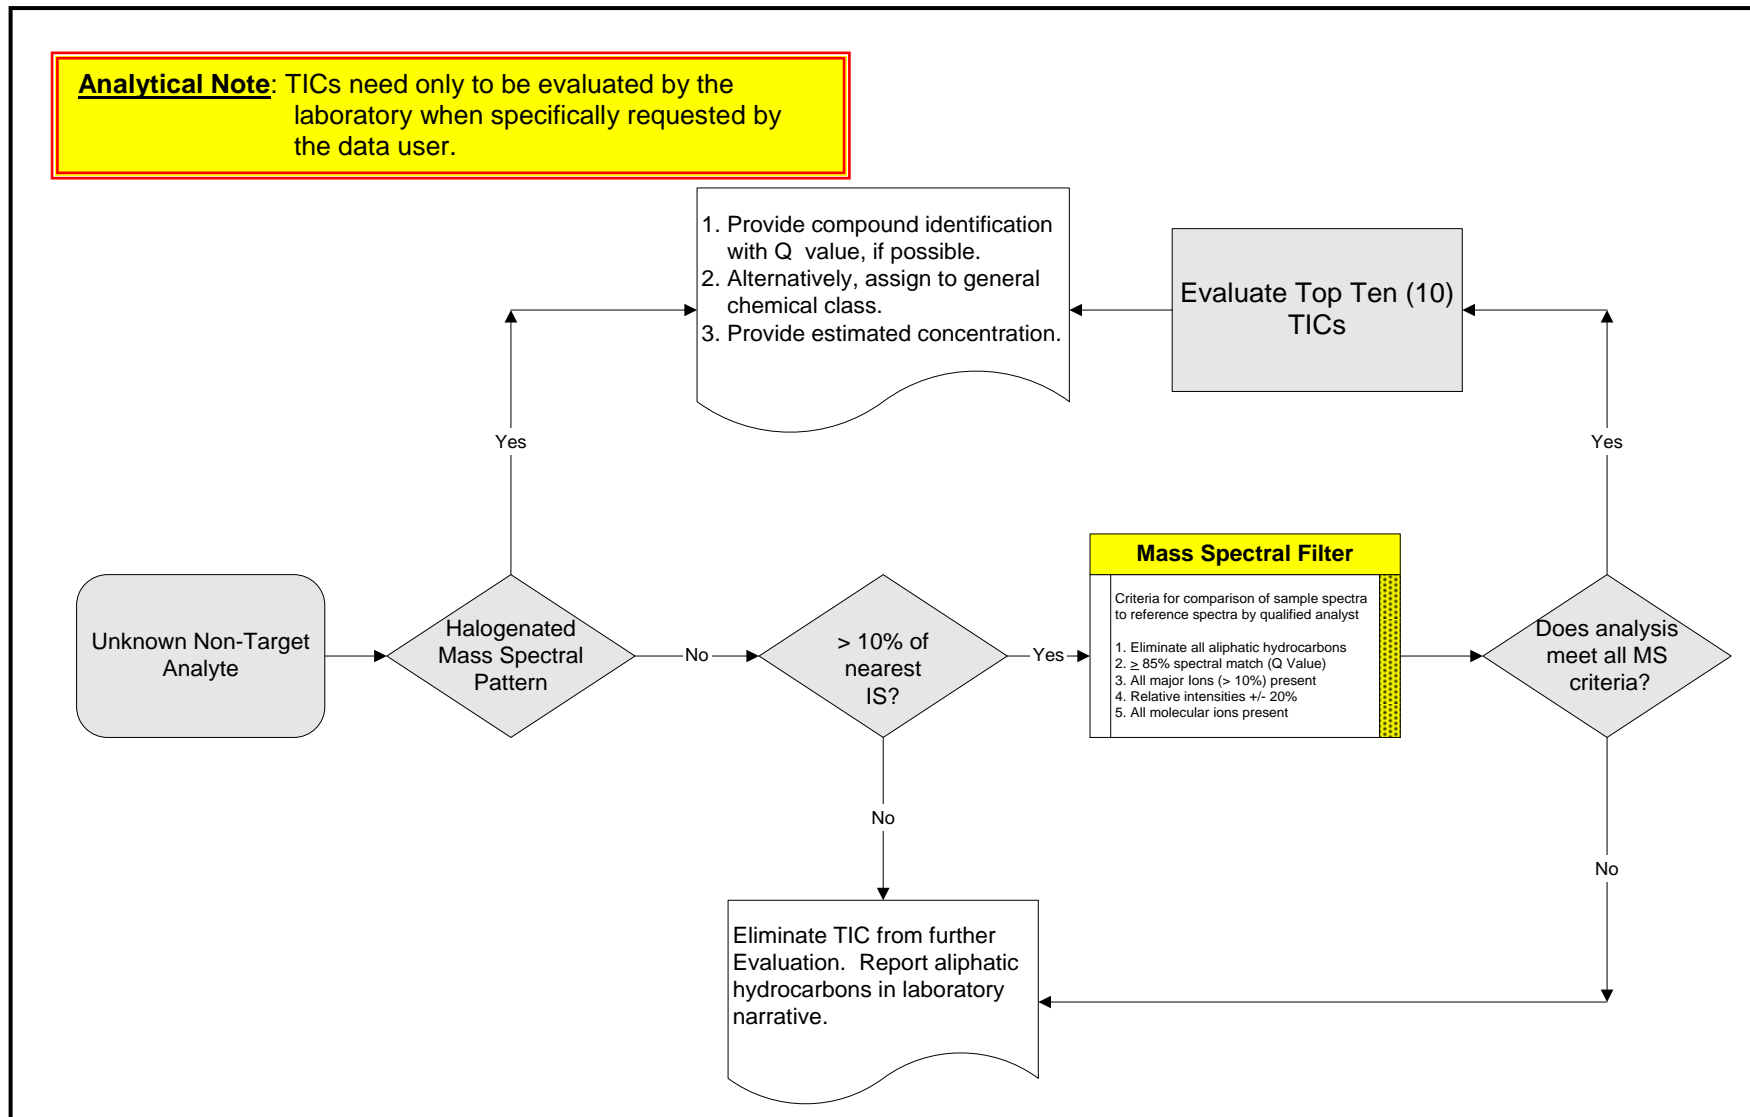 Analytical Note: TICs need only to be evaluated by the
laboratory when specifically requested by
the data user.
1. Provide compound identification
with Q value, if possible.
2. Alternatively, assign to general
chemical class.
3. Provide estimated concentration.
Evaluate Top Ten (10)
TICs
Yes
Yes
Unknown Non-Target
Analyte
Halogenated
Mass Spectral
Pattern
No
> 10% of
nearest
IS?
Yes
Mass Spectral Filter
Criteria for comparison of sample spectra
to reference spectra by qualified analyst
1. Eliminate all aliphatic hydrocarbons
2. ≥ 85% spectral match (Q Value)
3. All major Ions (> 10%) present
4. Relative intensities +/- 20%
5. All molecular ions present
Does analysis
meet all MS
criteria?
No
No
Eliminate TIC from further
Evaluation. Report aliphatic
hydrocarbons in laboratory
narrative.